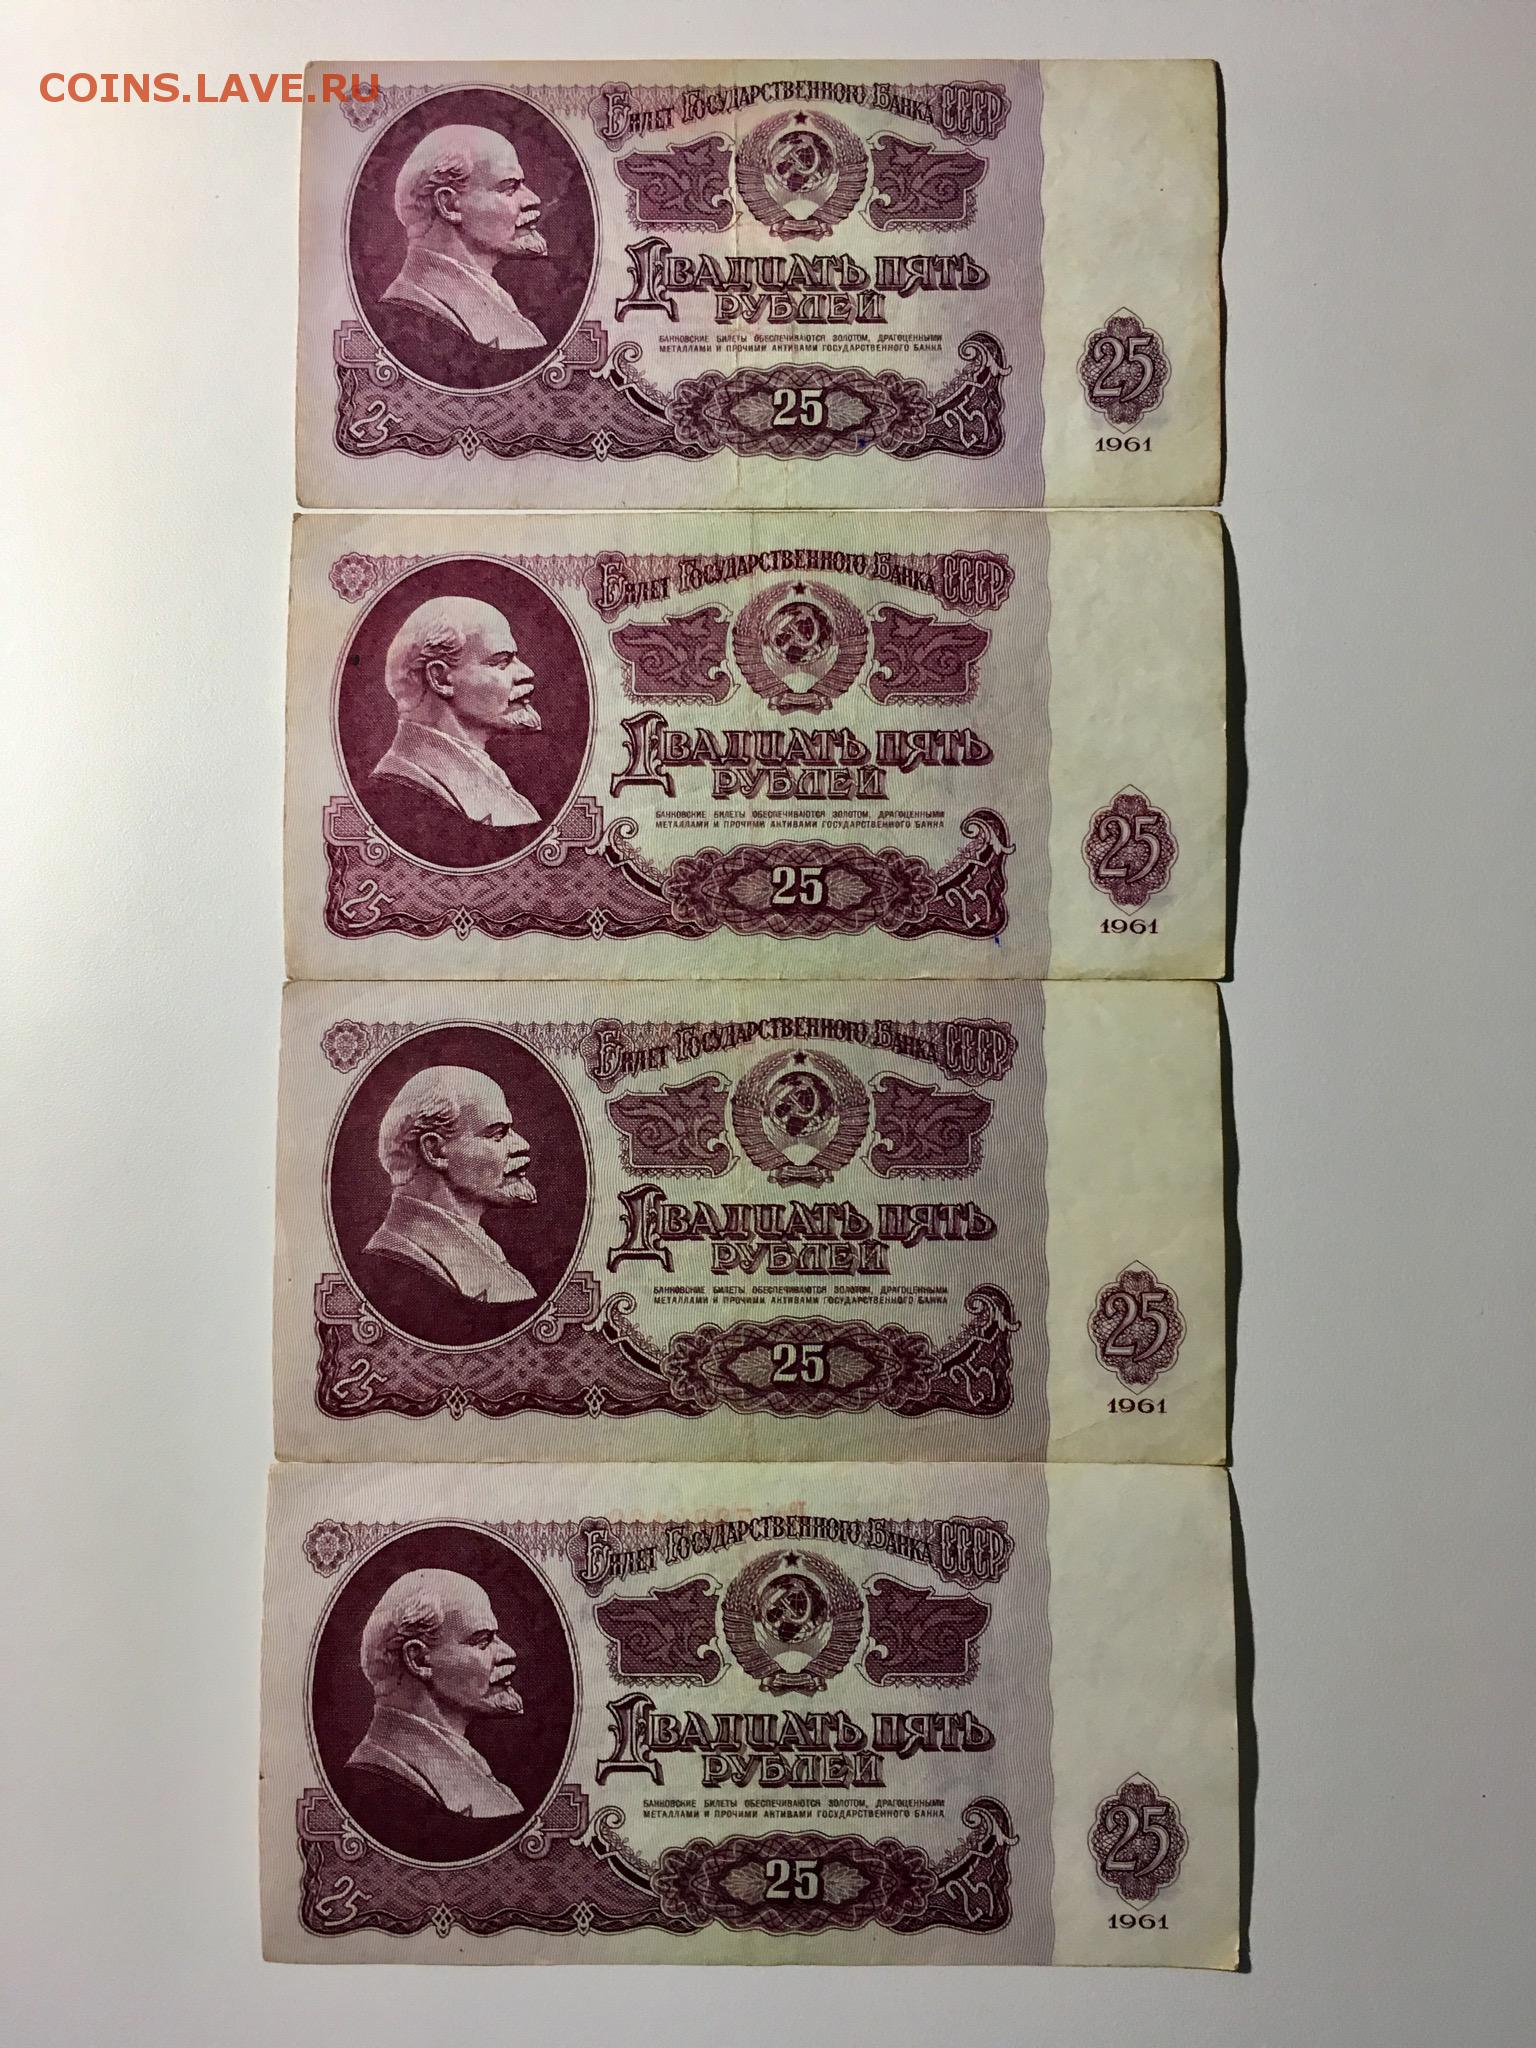 COINS.LAVE.RU
БИЛЕТ ГОСУДАРСТВЕННОГО БАНКА СССР
ДВАДЦАТЬ ПЯТЬ
РУБЛЕЙ
БАНКОВСКИЕ БИЛЕТЫ ОБЕСПЕЧИВАЮТСЯ ЗОЛОТОМ, ДРАГОЦЕННЫМИ
МЕТАЛЛАМИ И ПРОЧИМИ АКТИВАМИ ГОСУДАРСТВЕННОГО БАНКА
25
25 25 25
1961
БИЛЕТ ГОСУДАРСТВЕННОГО БАНКА СССР
ДВАДЦАТЬ ПЯТЬ
РУБЛЕЙ
БАНКОВСКИЕ БИЛЕТЫ ОБЕСПЕЧИВАЮТСЯ ЗОЛОТОМ, ДРАГОЦЕННЫМИ
МЕТАЛЛАМИ И ПРОЧИМИ АКТИВАМИ ГОСУДАРСТВЕННОГО БАНКА
25
25 25 25
1961
БИЛЕТ ГОСУДАРСТВЕННОГО БАНКА СССР
ДВАДЦАТЬ ПЯТЬ
РУБЛЕЙ
БАНКОВСКИЕ БИЛЕТЫ ОБЕСПЕЧИВАЮТСЯ ЗОЛОТОМ, ДРАГОЦЕННЫМИ
МЕТАЛЛАМИ И ПРОЧИМИ АКТИВАМИ ГОСУДАРСТВЕННОГО БАНКА
25
25 25 25
1961
БИЛЕТ ГОСУДАРСТВЕННОГО БАНКА СССР
ДВАДЦАТЬ ПЯТЬ
РУБЛЕЙ
БАНКОВСКИЕ БИЛЕТЫ ОБЕСПЕЧИВАЮТСЯ ЗОЛОТОМ, ДРАГОЦЕННЫМИ
МЕТАЛЛАМИ И ПРОЧИМИ АКТИВАМИ ГОСУДАРСТВЕННОГО БАНКА
25
25 25 25
1961